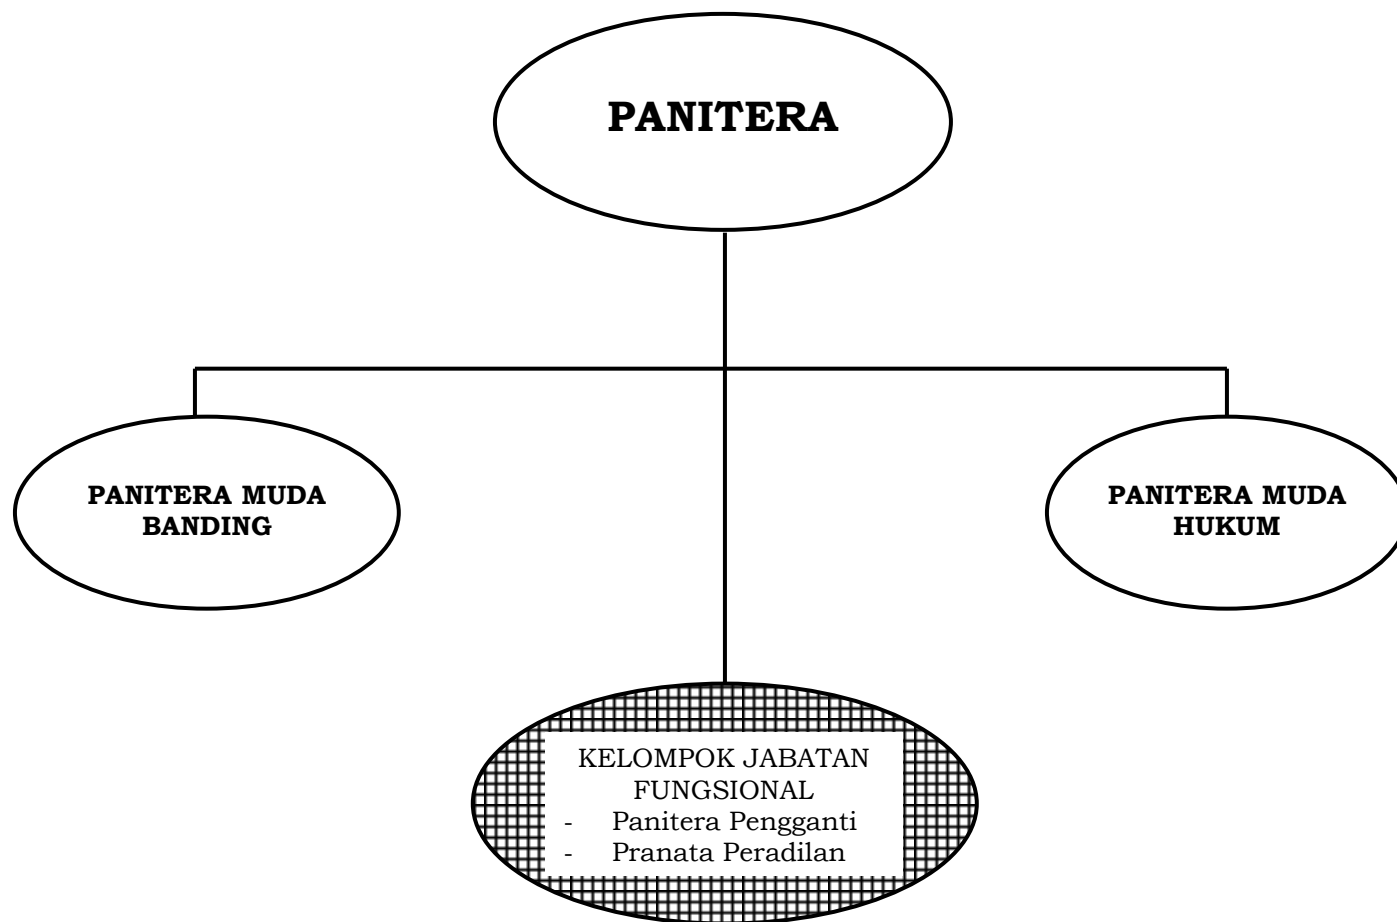 PANITERA
PANITERA MUDA
BANDING
PANITERA MUDA
HUKUM
KELOMPOK JABATAN
FUNGSIONAL
- Panitera Pengganti
- Pranata Peradilan